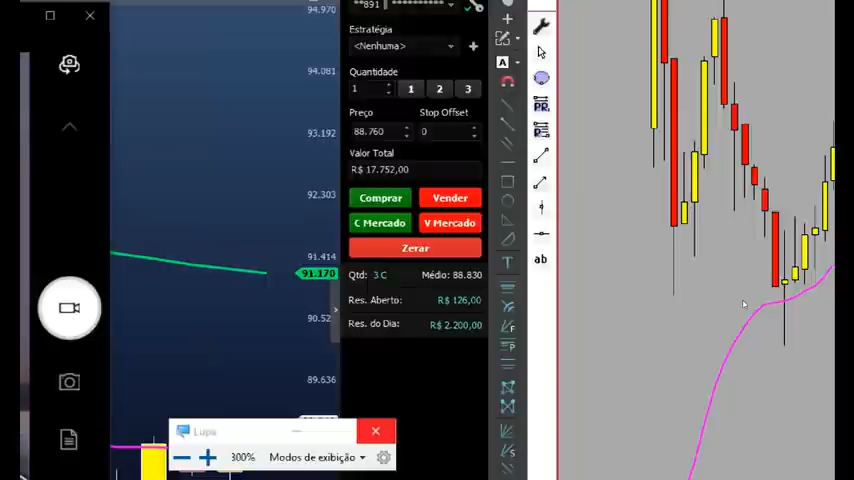 **891
Estratégia
<Nenhuma>
Quantidade
1
1
2
3
Preço
Stop Offset
88.760
0
Valor Total
R$ 17.752,00
Comprar
Vender
C Mercado
V Mercado
Zerar
Qtd: 3 C
Médio: 88.830
Res. Aberto:
R$ 126,00
Res. do Dia:
R$ 2.200,00
94.970
94.081
93.192
92.303
91.414
91.170
90.52
89.636
Lupa
300%
Modos de exibição
A
T
F
P
S
PR
P
ab